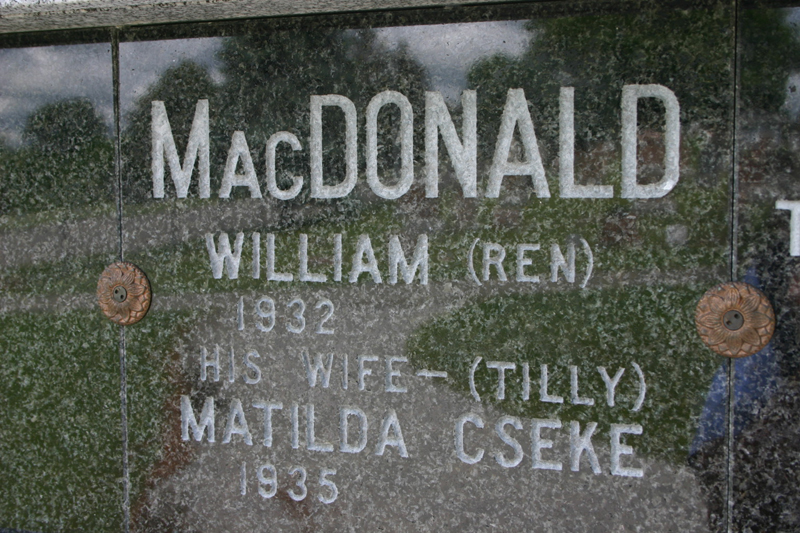 MacDONALD
WILLIAM (REN)
1932
HIS WIFE - (TILLY)
MATILDA CSEKE
1935
T